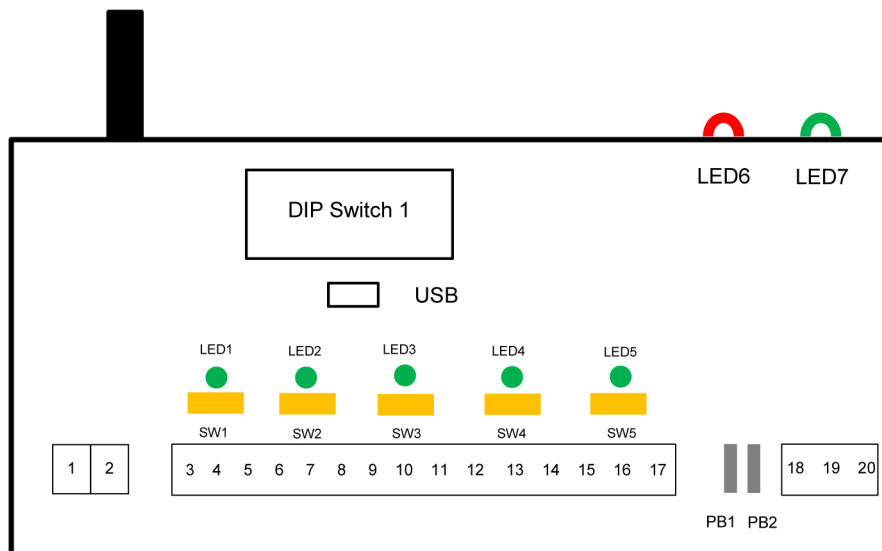 LED6 LED7
DIP Switch 1
USB
LED1 LED2 LED3 LED4 LED5
SW1 SW2 SW3 SW4 SW5
1 2 3 4 5 6 7 8 9 10 11 12 13 14 15 16 17 18 19 20
PB1 PB2